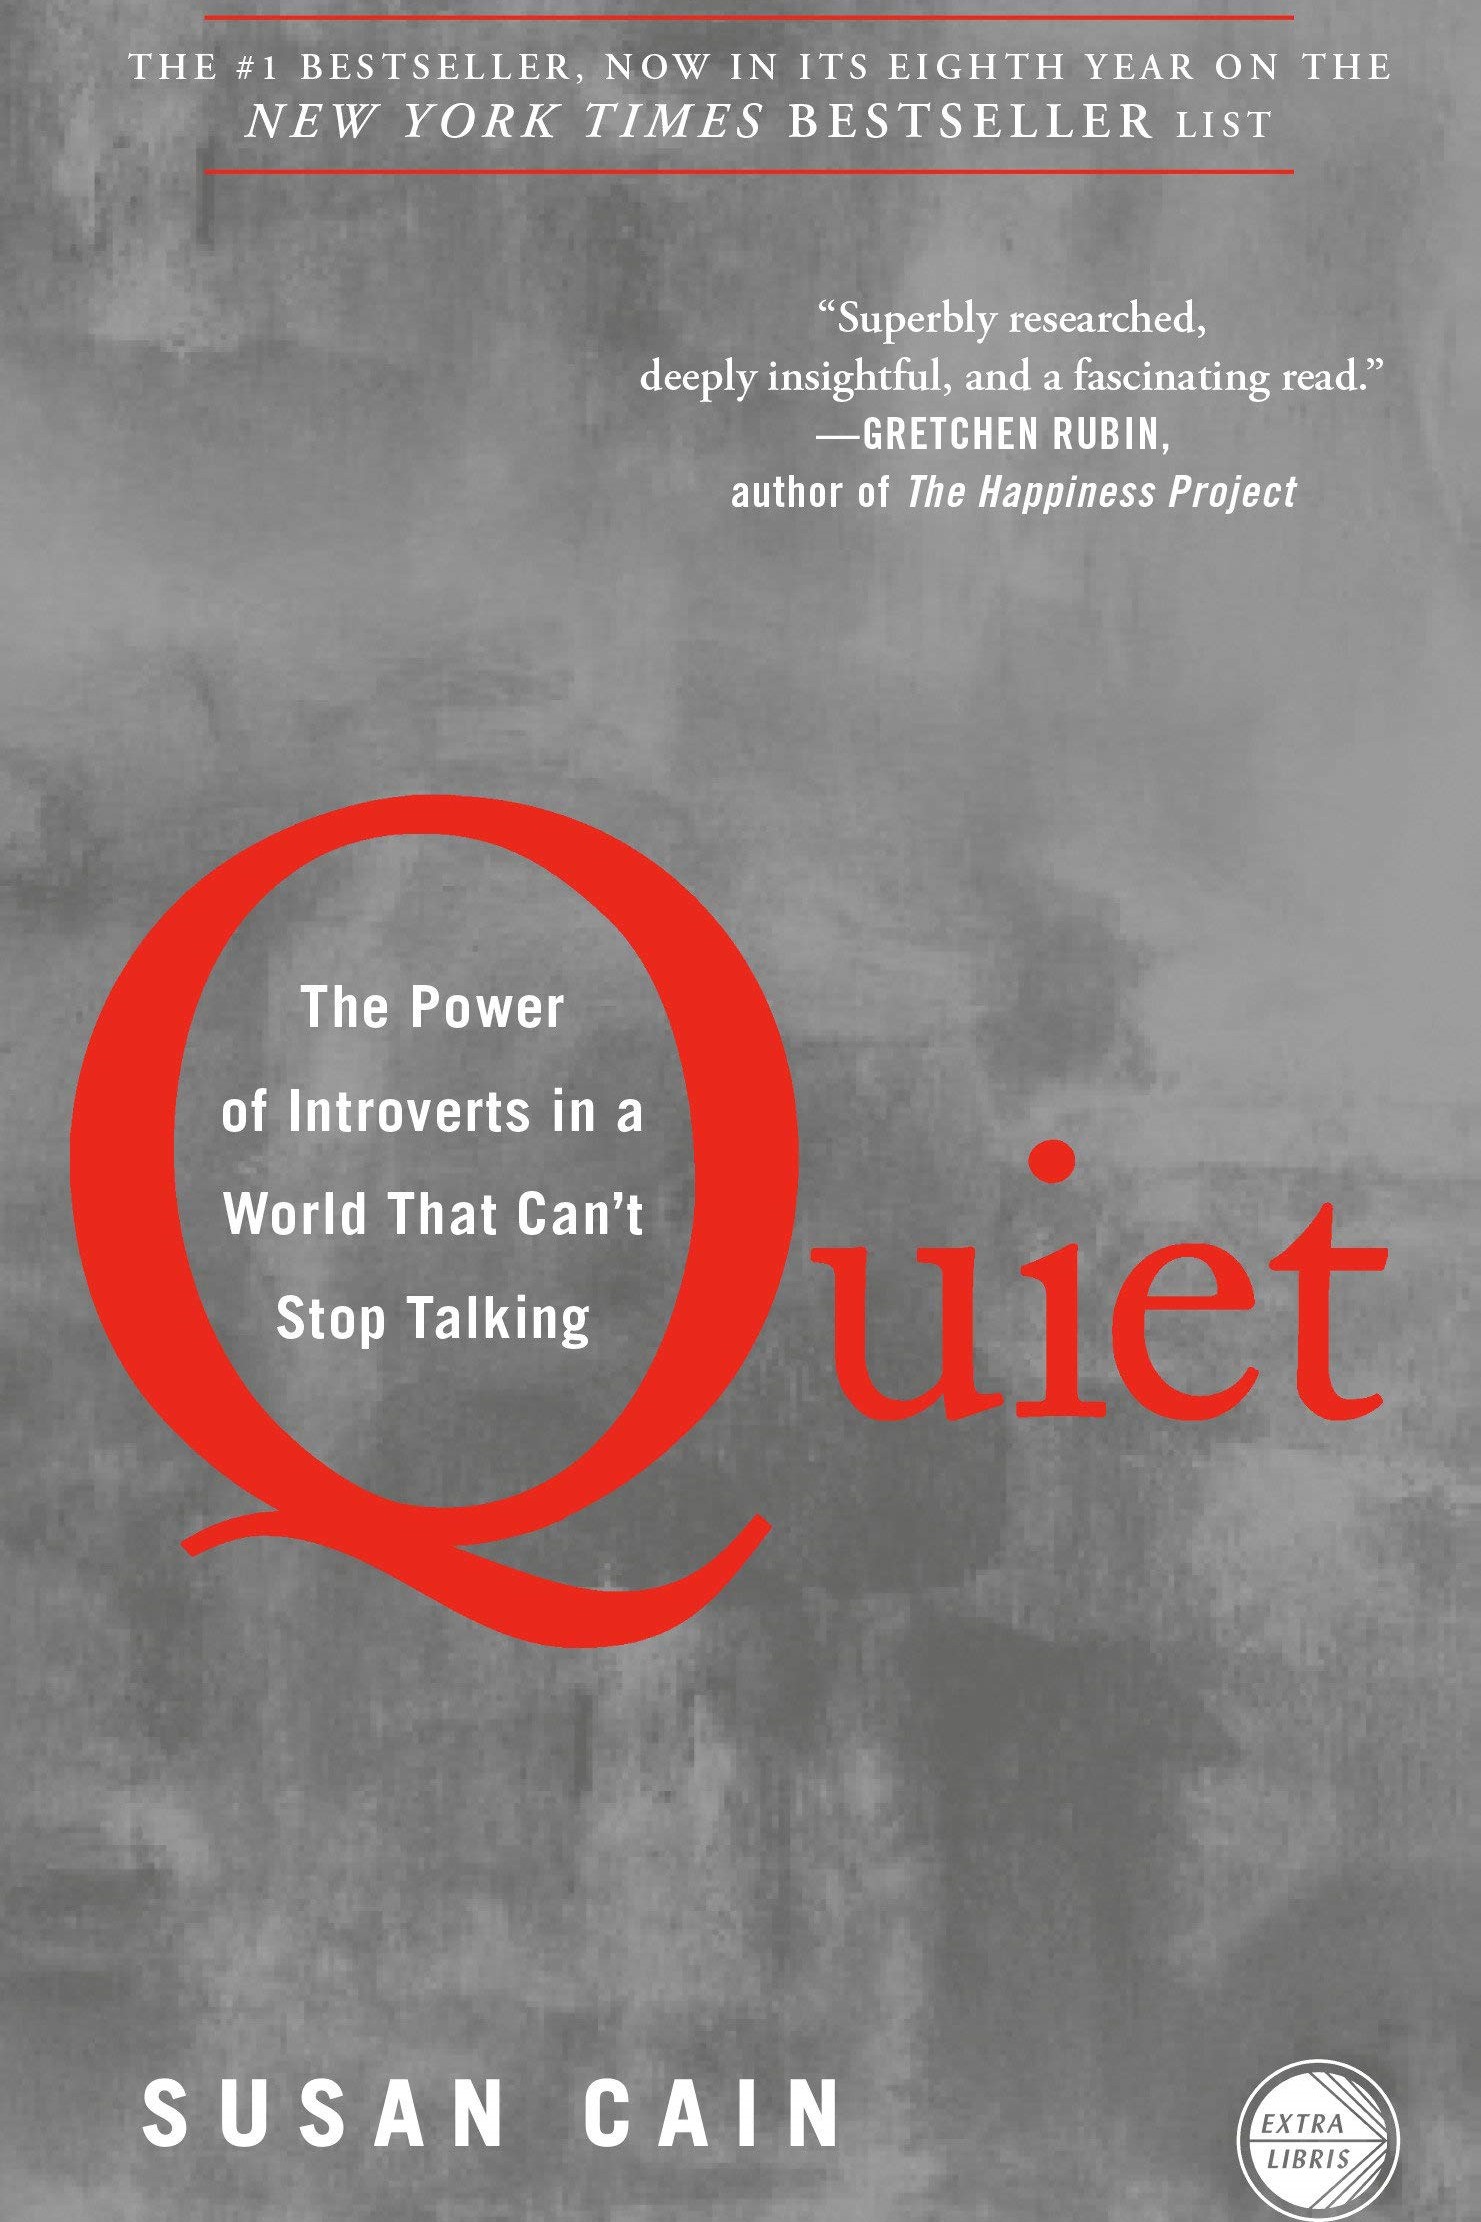 THE #1 BESTSELLER, NOW IN ITS EIGHTH YEAR ON THE
NEW YORK TIMES BESTSELLER LIST
“Superbly researched,
deeply insightful, and a fascinating read.”
—GRETCHEN RUBIN,
author of The Happiness Project
Quiet
The Power
of Introverts in a
World That Can’t
Stop Talking
SUSAN CAIN
EXTRA
LIBRIS